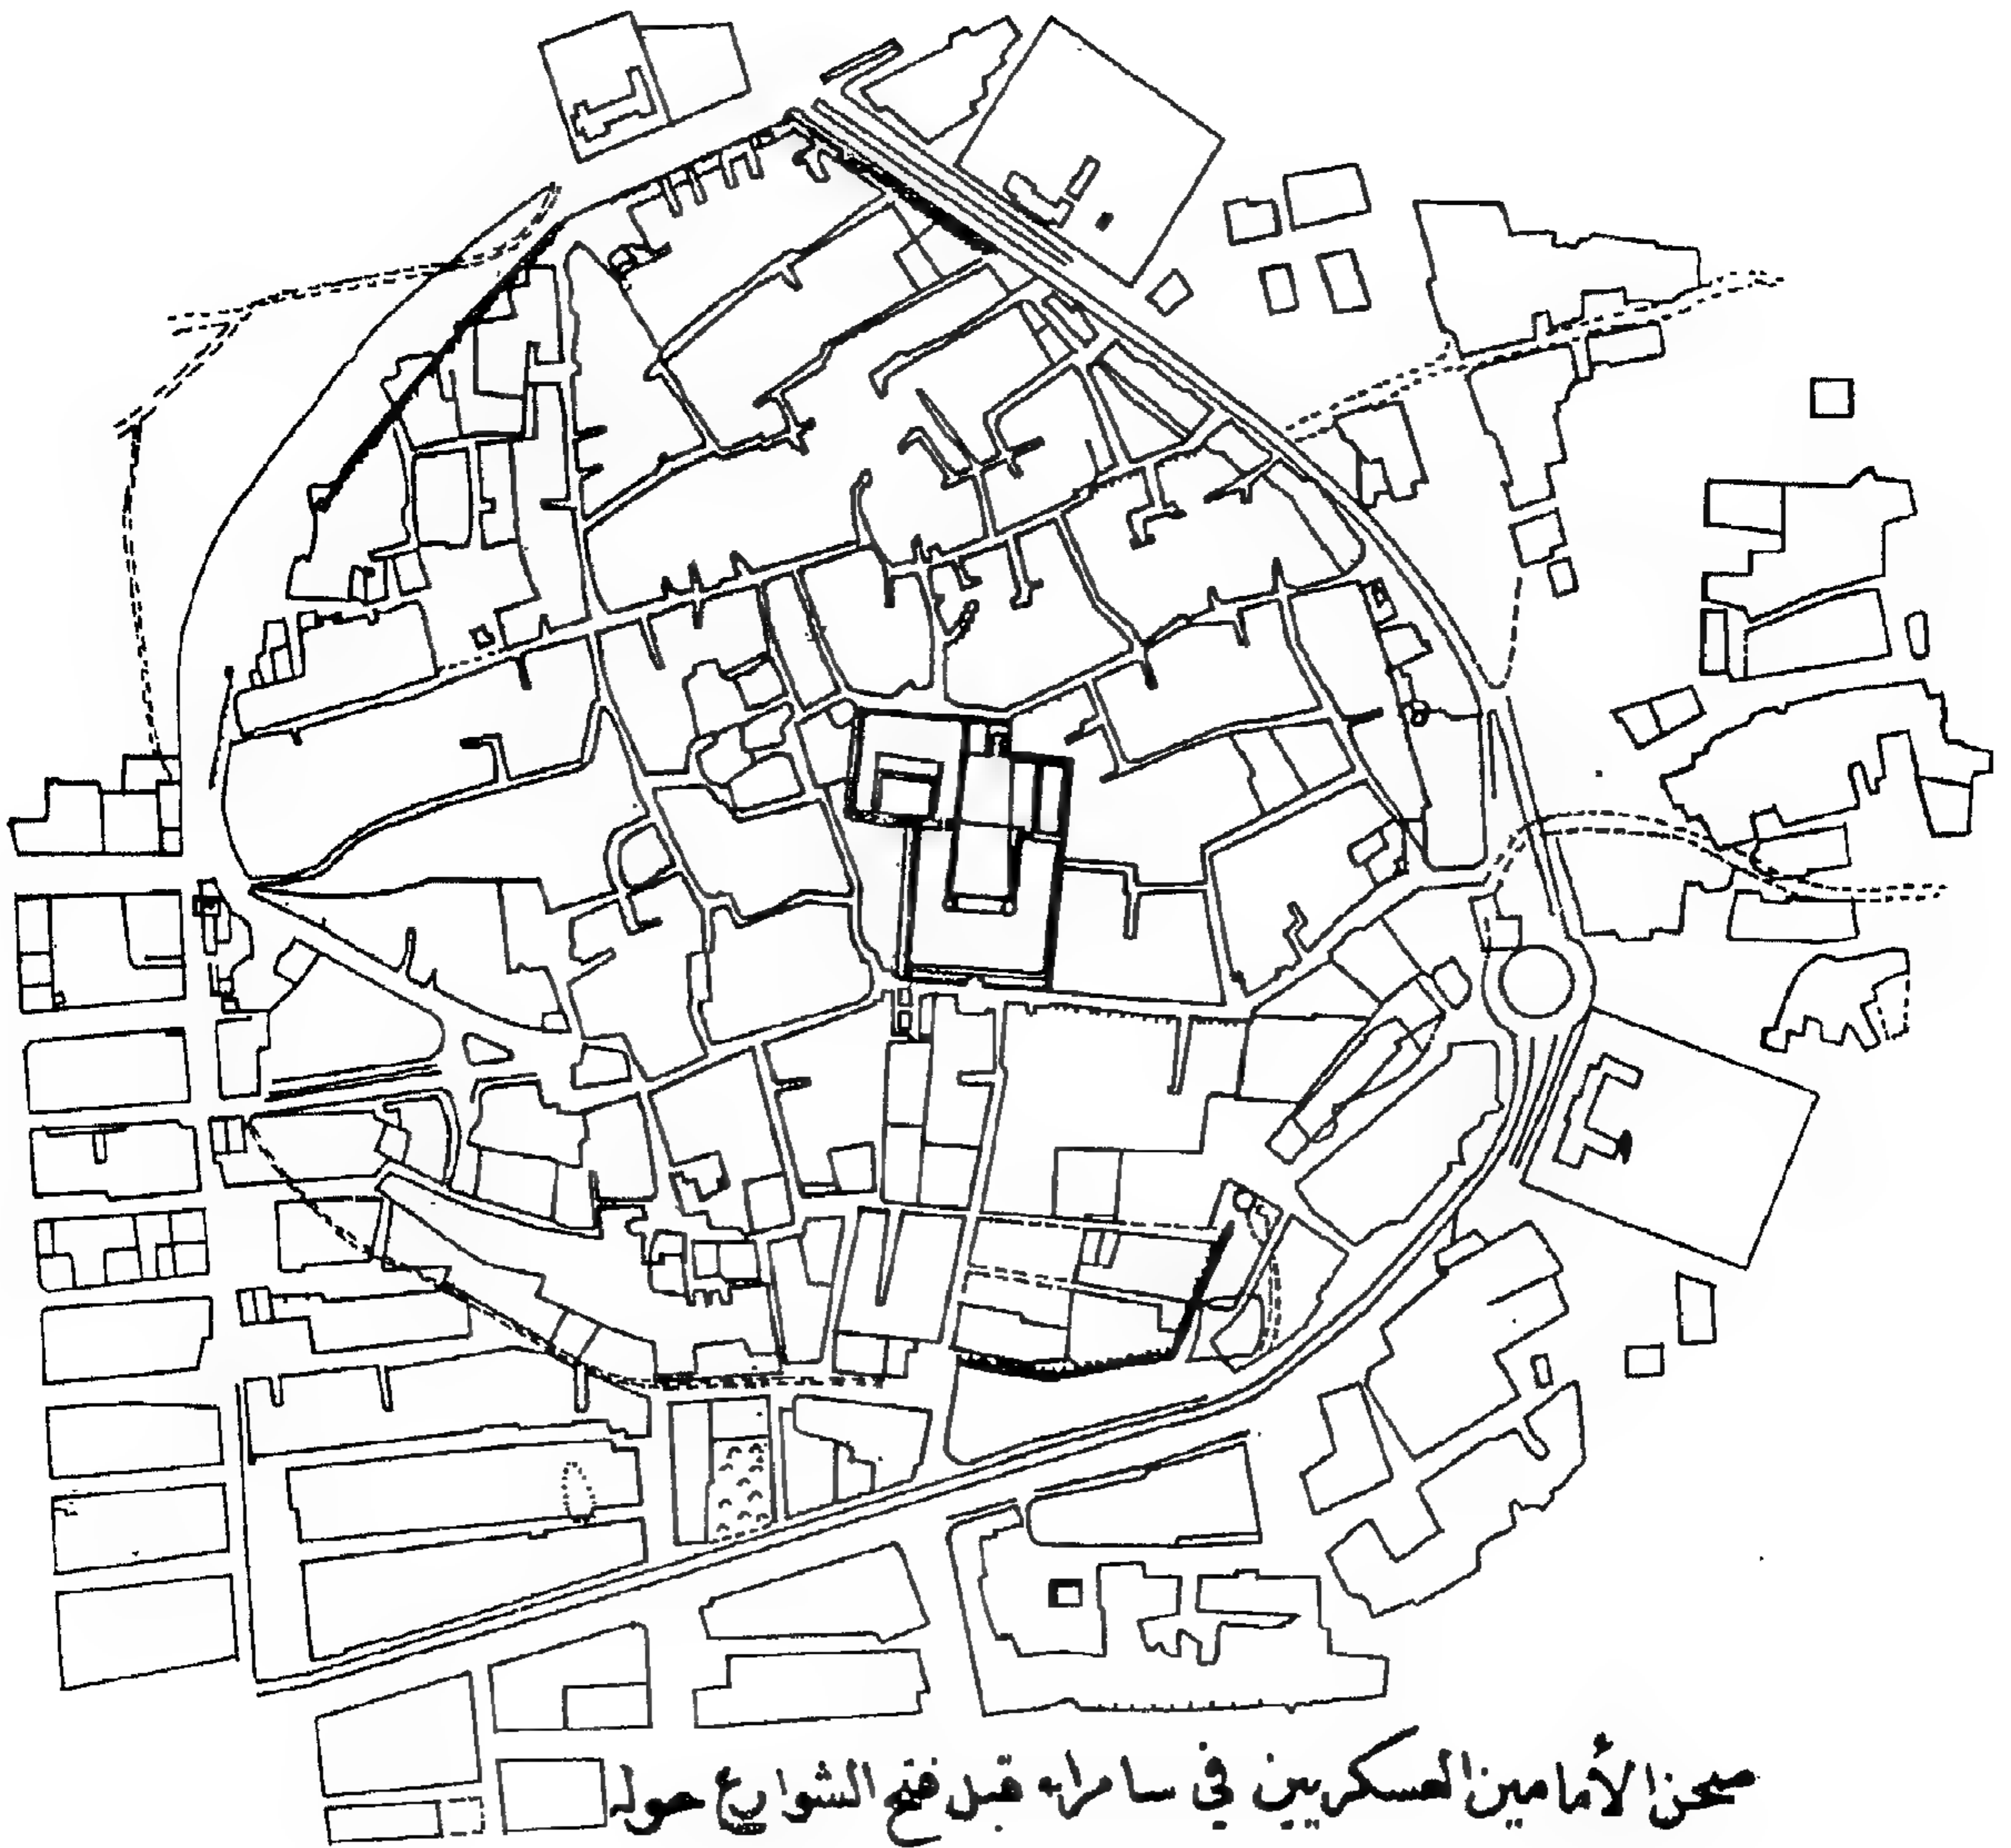 صحن الأمامين العسكريين في سامراء قبل فتح الشوارع حوله